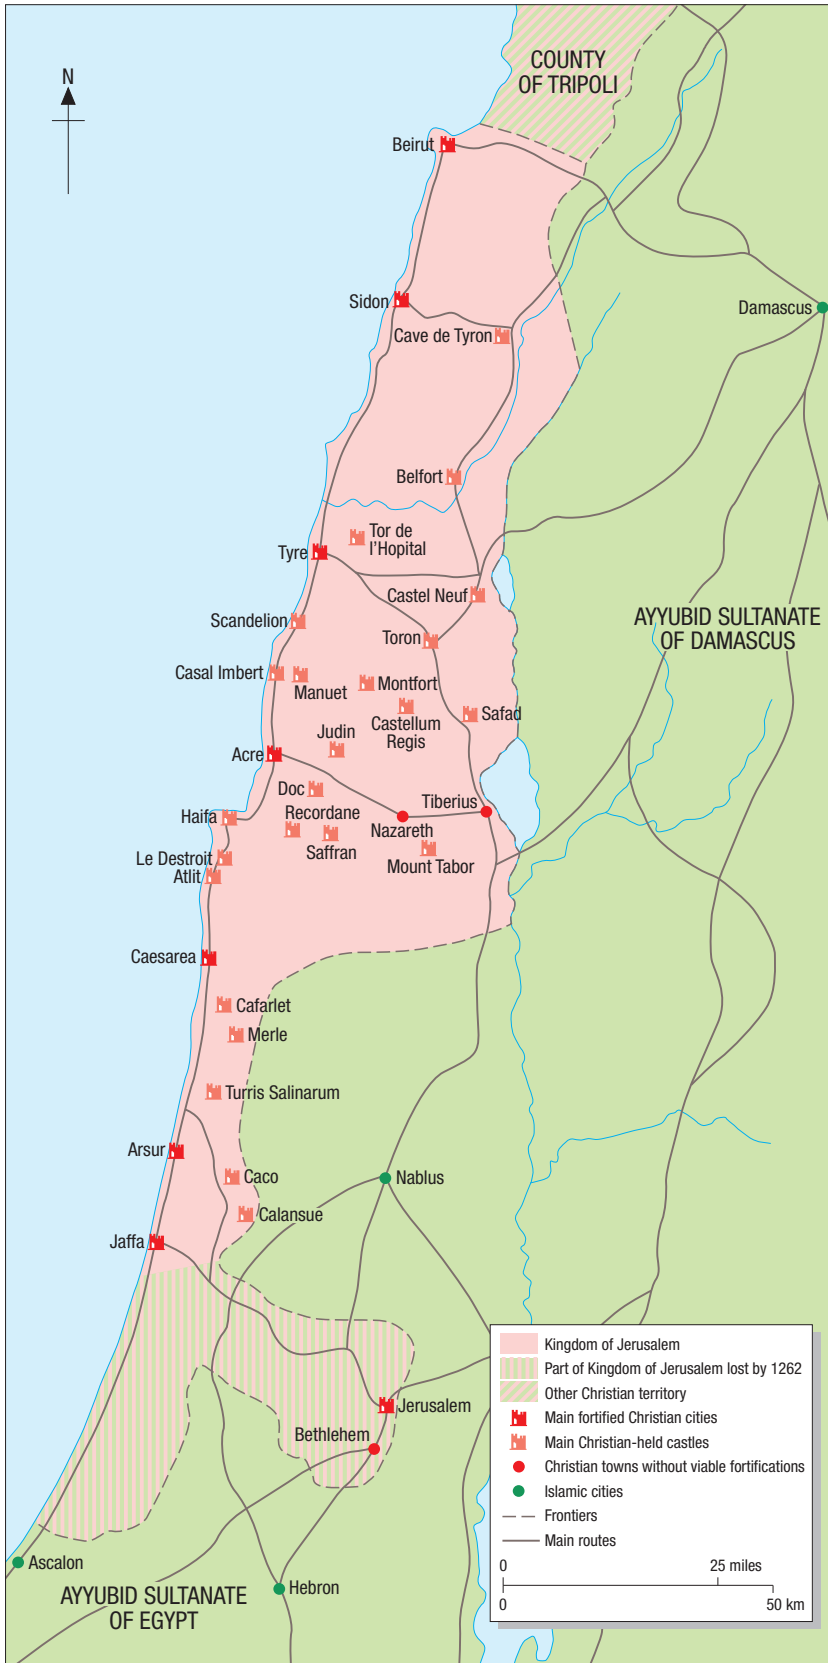 COUNTY
OF TRIPOLI
N
Beirut
Sidon
Damascus
Cave de Tyron
Belfort
Tor de
l'Hopital
Tyre
Castel Neuf
Scandelion
AYYUBID SULTANATE
OF DAMASCUS
Toron
Casal Imbert
Manuet
Montfort
Castellum
Regis
Safad
Judin
Acre
Doc
Tiberius
Haifa
Recordane
Nazareth
Saffran
Le Destroit
Mount Tabor
Atlit
Caesarea
Cafarlet
Merle
Turris Salinarum
Arsur
Caco
Nablus
Calansue
Jaffa
Jerusalem
Bethlehem
Ascalon
Hebron
AYYUBID SULTANATE
OF EGYPT
Kingdom of Jerusalem
Part of Kingdom of Jerusalem lost by 1262
Other Christian territory
Main fortified Christian cities
Main Christian-held castles
Christian towns without viable fortifications
Islamic cities
Frontiers
Main routes
0 25 miles
0 50 km